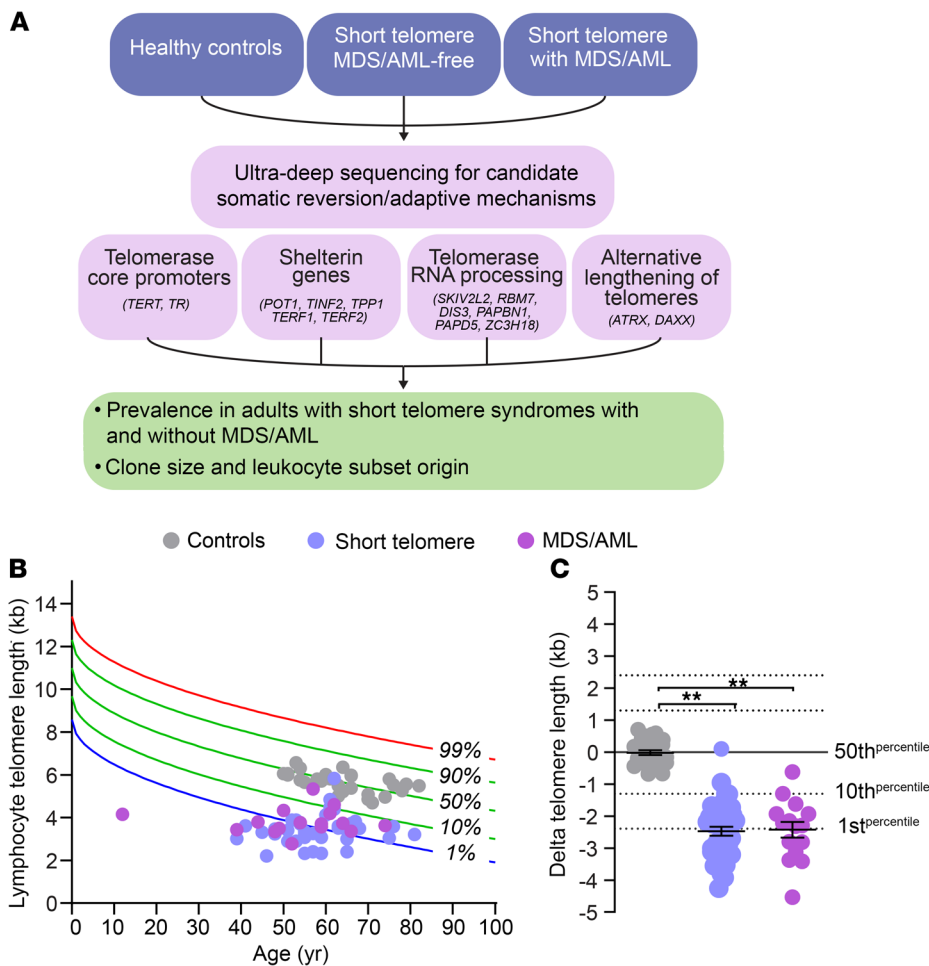 A
Healthy controls
Short telomere
MDS/AML-free
Short telomere
with MDS/AML
Ultra-deep sequencing for candidate
somatic reversion/adaptive mechanisms
Telomerase
core promoters
(TERT, TR)
Shelterin
genes
(POT1, TINF2, TPP1
TERF1, TERF2)
Telomerase
RNA processing
(SKIV2L2, RBM7,
DIS3, PAPBN1,
PAPD5, ZC3H18)
Alternative
lengthening of
telomeres
(ATRX, DAXX)
• Prevalence in adults with short telomere syndromes with
and without MDS/AML
• Clone size and leukocyte subset origin
Controls
Short telomere
MDS/AML
B
Lymphocyte telomere length (kb)
14
12
10
8
6
4
2
0
0 10 20 30 40 50 60 70 80 90 100
Age (yr)
99%
90%
50%
10%
1%
C
Delta telomere length (kb)
5
4
3
2
1
0
-1
-2
-3
-4
-5
**
**
50th percentile
10th percentile
1st percentile